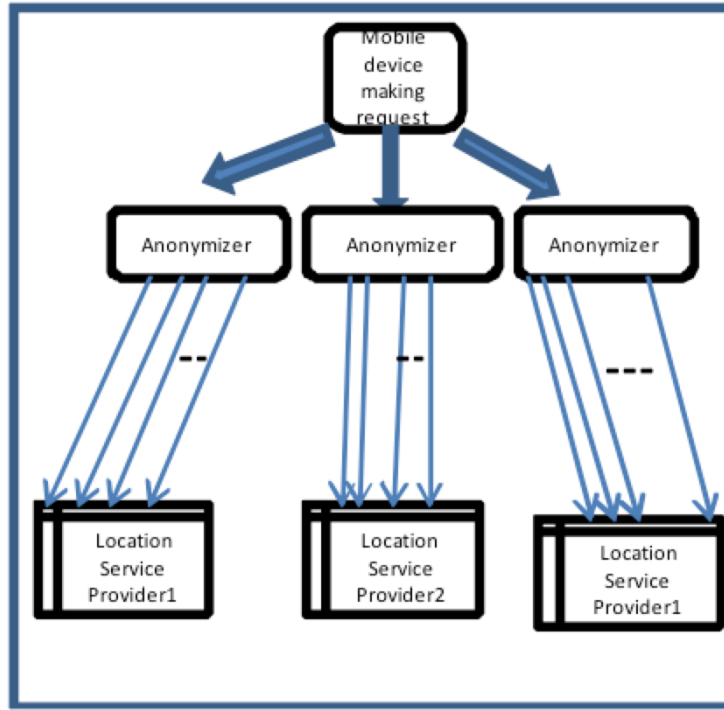 Mobile
device
making
request
Anonymizer
Anonymizer
Anonymizer
--
--
---
Location
Service
Provider1
Location
Service
Provider2
Location
Service
Provider1